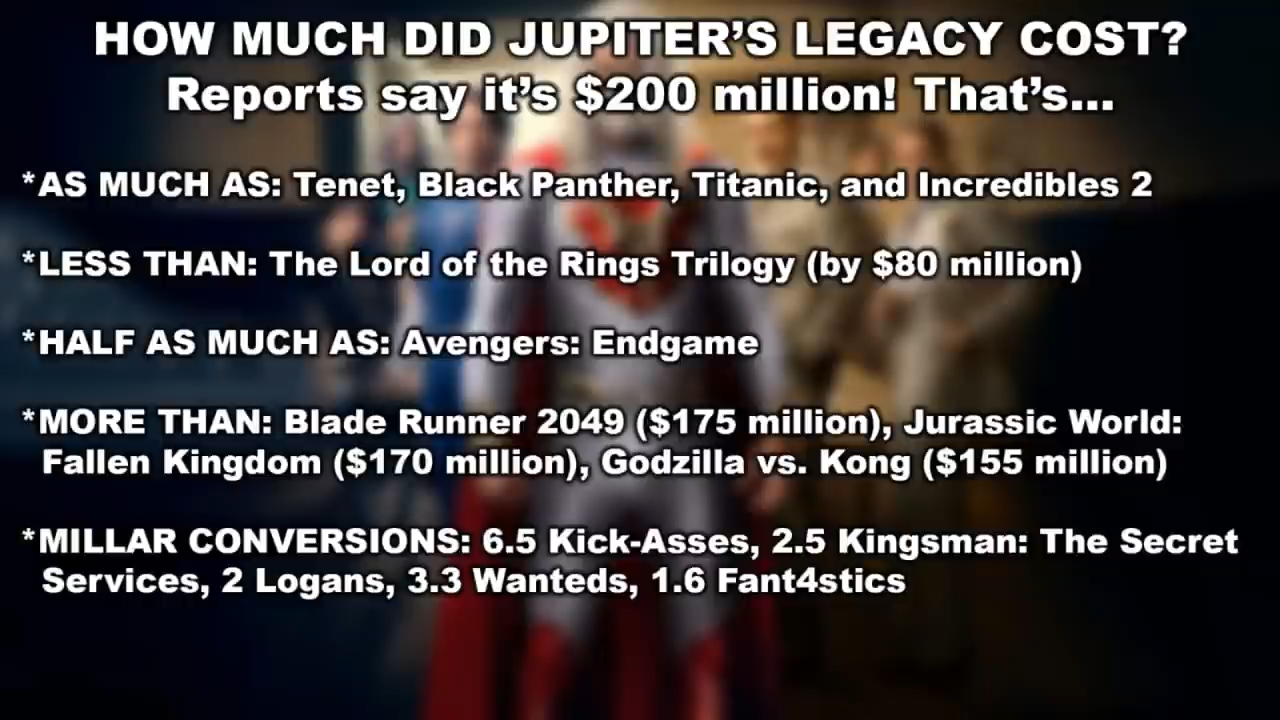 HOW MUCH DID JUPITER'S LEGACY COST?
Reports say it's $200 million! That's...
*AS MUCH AS: Tenet, Black Panther, Titanic, and Incredibles 2
*LESS THAN: The Lord of the Rings Trilogy (by $80 million)
*HALF AS MUCH AS: Avengers: Endgame
*MORE THAN: Blade Runner 2049 ($175 million), Jurassic World:
Fallen Kingdom ($170 million), Godzilla vs. Kong ($155 million)
*MILLAR CONVERSIONS: 6.5 Kick-Asses, 2.5 Kingsman: The Secret
Services, 2 Logans, 3.3 Wanteds, 1.6 Fant4stics